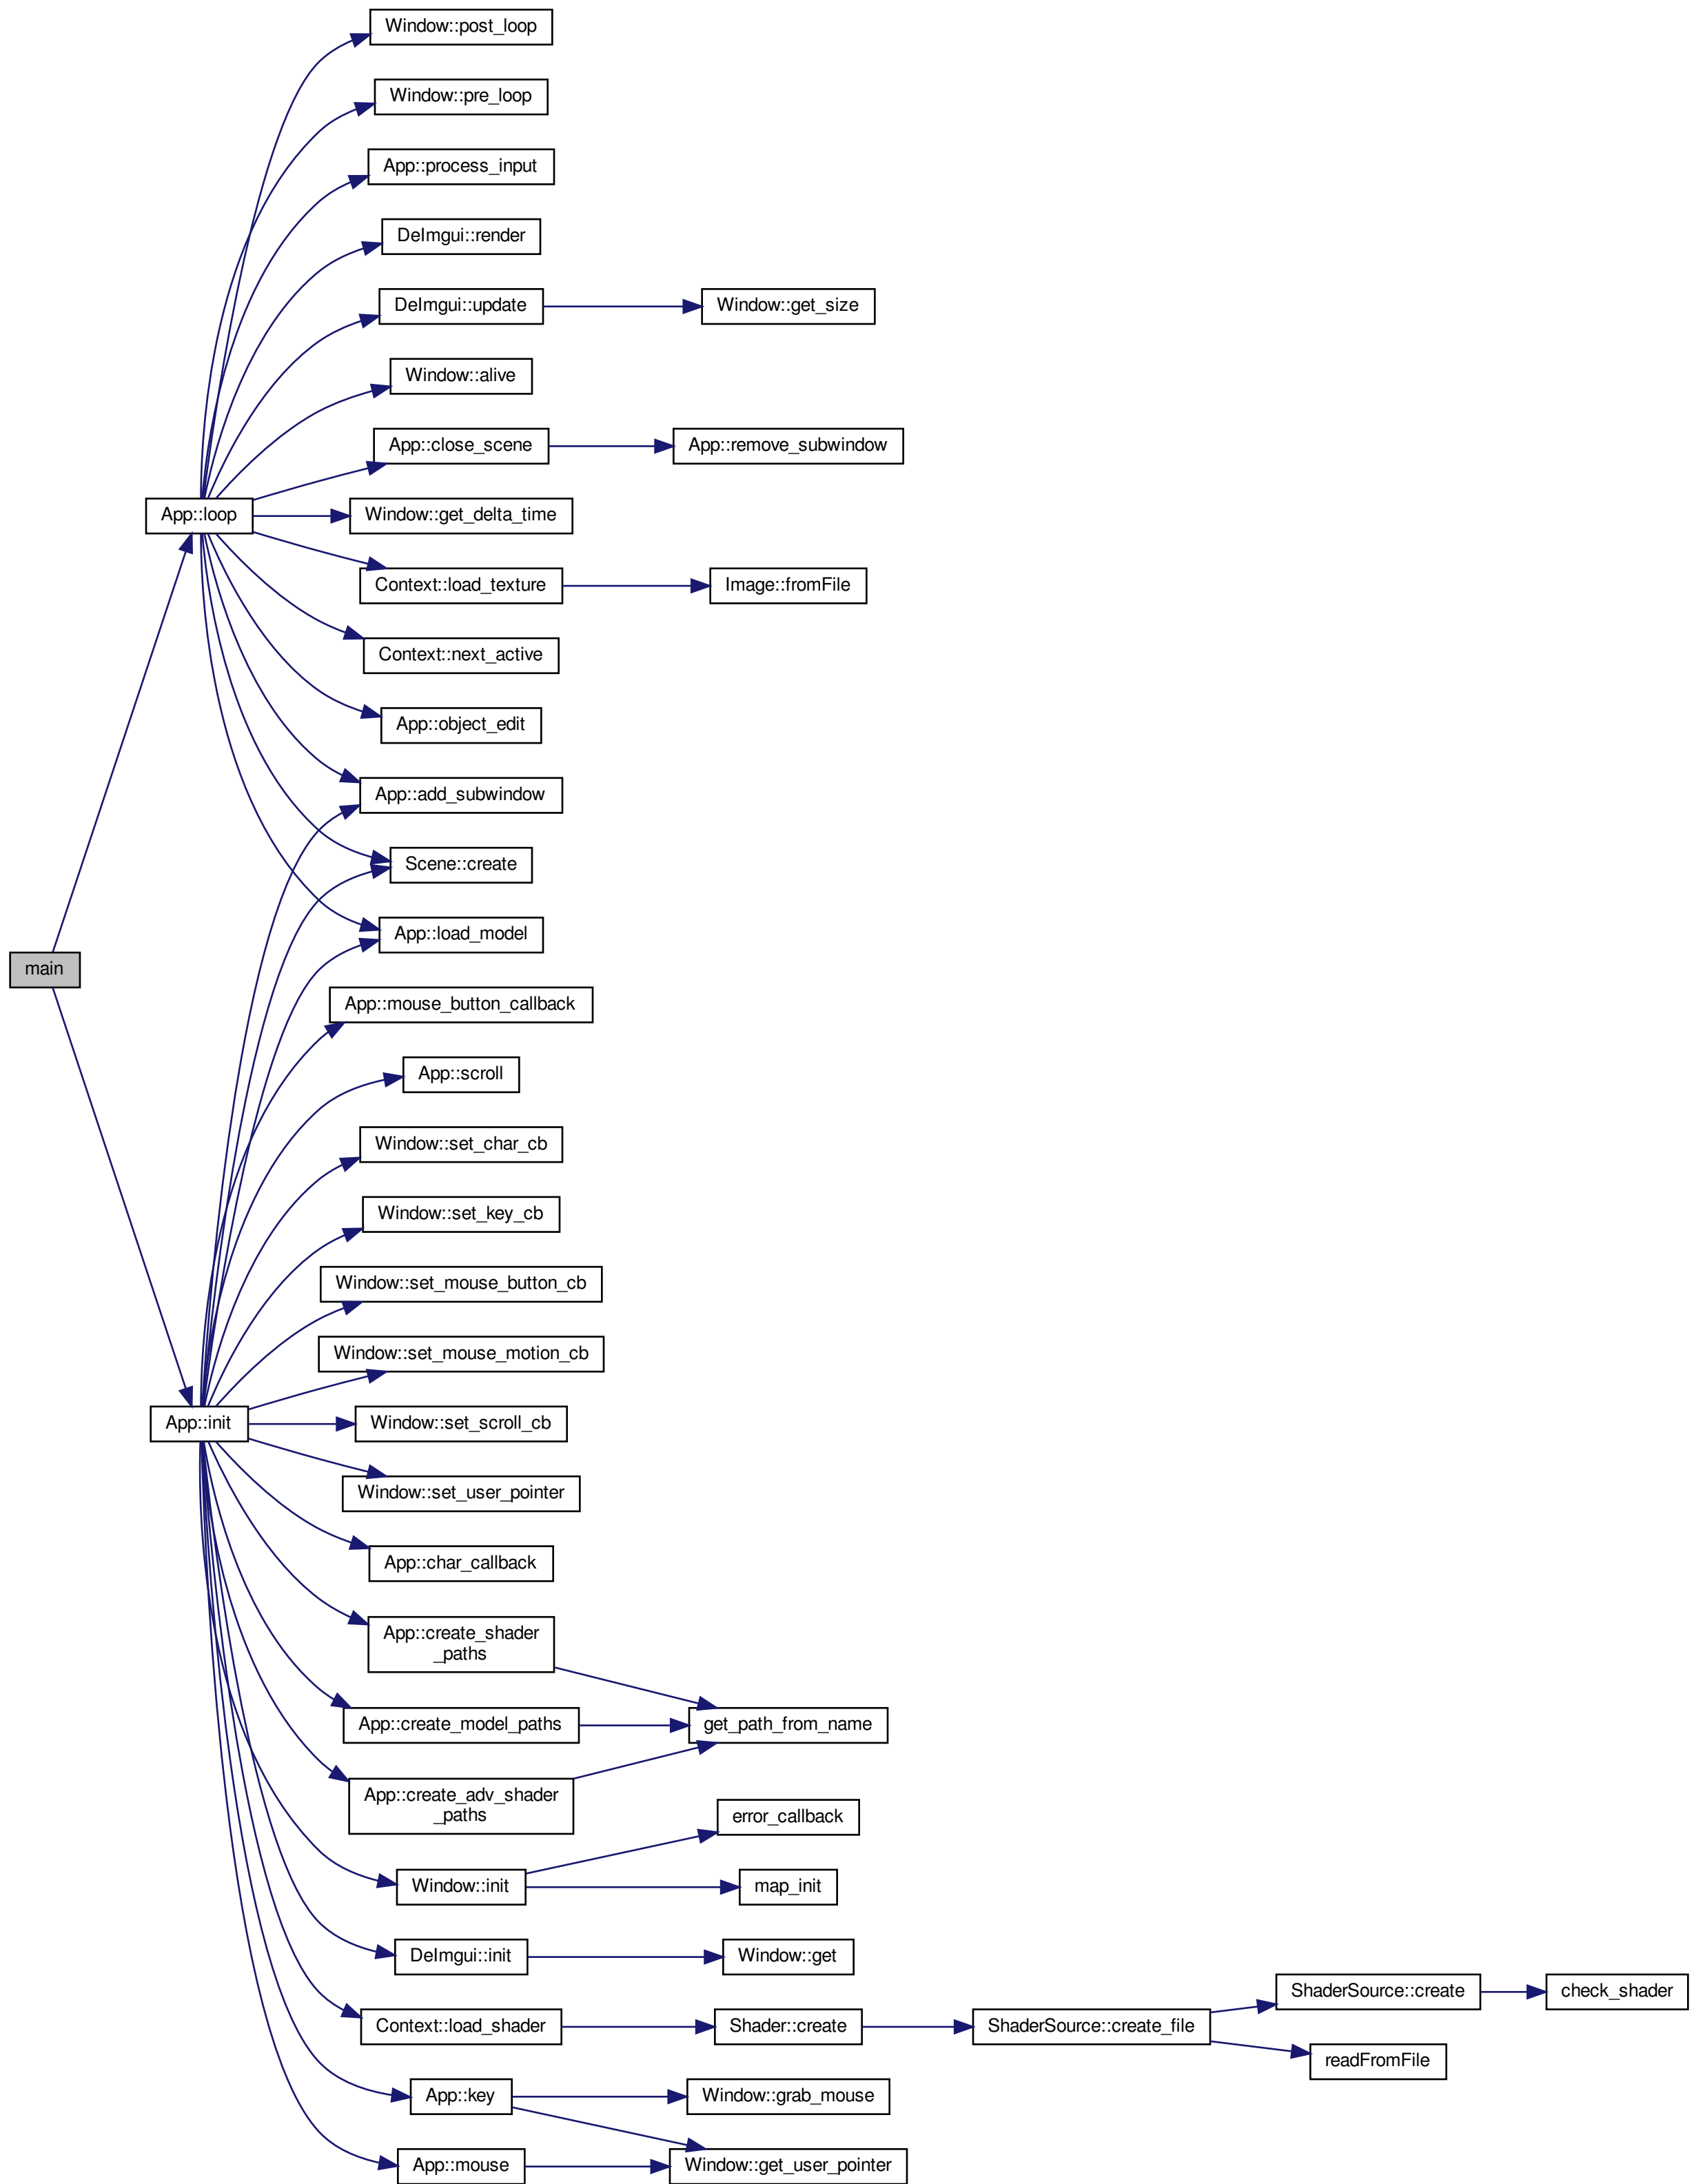 Window::post_loop
Window::pre_loop
App::process_input
DeImgui::render
DeImgui::update
Window::get_size
Window::alive
App::close_scene
App::remove_subwindow
App::loop
Window::get_delta_time
Context::load_texture
Image::fromFile
Context::next_active
App::object_edit
App::add_subwindow
Scene::create
App::load_model
main
App::mouse_button_callback
App::scroll
Window::set_char_cb
Window::set_key_cb
Window::set_mouse_button_cb
Window::set_mouse_motion_cb
App::init
Window::set_scroll_cb
Window::set_user_pointer
App::char_callback
App::create_shader
_paths
App::create_model_paths
get_path_from_name
App::create_adv_shader
_paths
error_callback
Window::init
map_init
DeImgui::init
Window::get
ShaderSource::create
check_shader
Context::load_shader
Shader::create
ShaderSource::create_file
readFromFile
App::key
Window::grab_mouse
App::mouse
Window::get_user_pointer